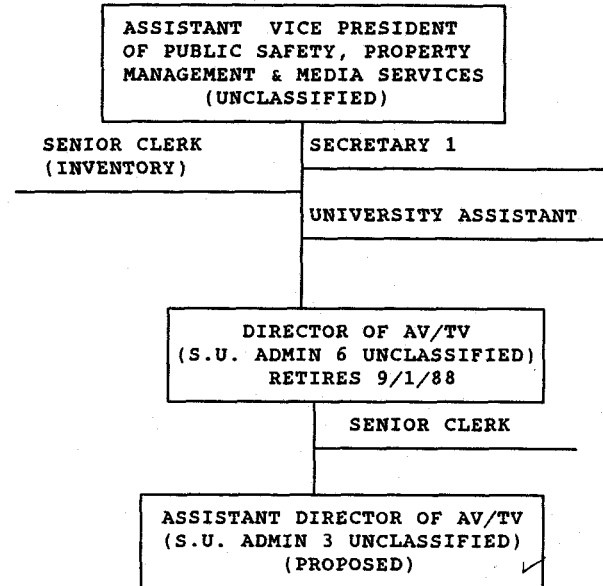 ASSISTANT VICE PRESIDENT
OF PUBLIC SAFETY, PROPERTY
MANAGEMENT & MEDIA SERVICES
(UNCLASSIFIED)
SENIOR CLERK
(INVENTORY)
SECRETARY 1
UNIVERSITY ASSISTANT
DIRECTOR OF AV/TV
(S.U. ADMIN 6 UNCLASSIFIED)
RETIRES 9/1/88
SENIOR CLERK
ASSISTANT DIRECTOR OF AV/TV
(S.U. ADMIN 3 UNCLASSIFIED)
(PROPOSED)